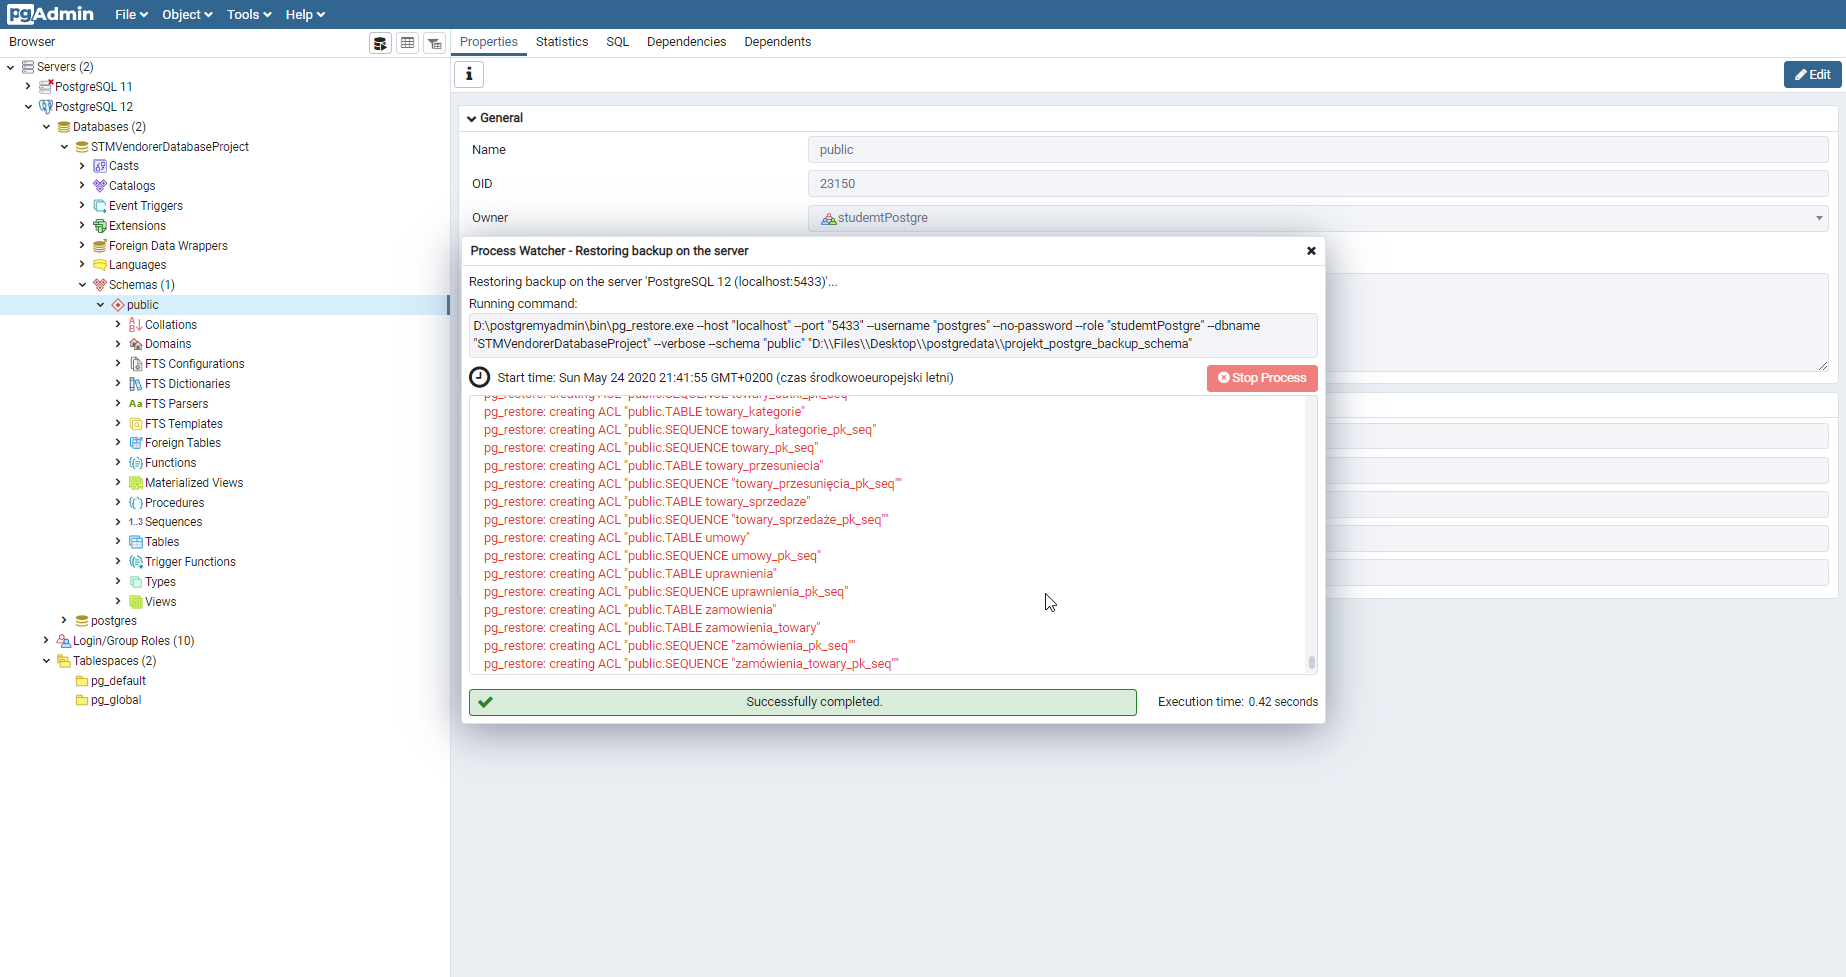 pgAdmin File Object Tools Help
Browser
Properties Statistics SQL Dependencies Dependents
Servers (2)
PostgreSQL 11
PostgreSQL 12
Databases (2)
STMVendorerDatabaseProject
Casts
Catalogs
Event Triggers
Extensions
Foreign Data Wrappers
Languages
Schemas (1)
public
Collations
Domains
FTS Configurations
FTS Dictionaries
Aa FTS Parsers
FTS Templates
Foreign Tables
Functions
Materialized Views
Procedures
1..3 Sequences
Tables
Trigger Functions
Types
Views
postgres
Login/Group Roles (10)
Tablespaces (2)
pg_default
pg_global
i
Edit
General
Name public
OID 23150
Owner studemtPostgre
Process Watcher - Restoring backup on the server
Restoring backup on the server 'PostgreSQL 12 (localhost:5433)'...
Running command:
D:\postgremyadmin\bin\pg_restore.exe --host "localhost" --port "5433" --username "postgres" --no-password --role "studemtPostgre" --dbname
"STMVendorerDatabaseProject" --verbose --schema "public" "D:\\Files\\Desktop\\postgredata\\projekt_postgre_backup_schema"
Start time: Sun May 24 2020 21:41:55 GMT+0200 (czas środkowoeuropejski letni)
Stop Process
pg_restore: creating ACL "public.TABLE towary_kategorie"
pg_restore: creating ACL "public.SEQUENCE towary_kategorie_pk_seq"
pg_restore: creating ACL "public.SEQUENCE towary_pk_seq"
pg_restore: creating ACL "public.TABLE towary_przesuniecia"
pg_restore: creating ACL "public.SEQUENCE "towary_przesunięcia_pk_seq""
pg_restore: creating ACL "public.TABLE towary_sprzedaze"
pg_restore: creating ACL "public.SEQUENCE "towary_sprzedaże_pk_seq""
pg_restore: creating ACL "public.TABLE umowy"
pg_restore: creating ACL "public.SEQUENCE umowy_pk_seq"
pg_restore: creating ACL "public.TABLE uprawnienia"
pg_restore: creating ACL "public.SEQUENCE uprawnienia_pk_seq"
pg_restore: creating ACL "public.TABLE zamowienia"
pg_restore: creating ACL "public.TABLE zamowienia_towary"
pg_restore: creating ACL "public.SEQUENCE "zamówienia_pk_seq""
pg_restore: creating ACL "public.SEQUENCE "zamówienia_towary_pk_seq""
Successfully completed.
Execution time: 0.42 seconds